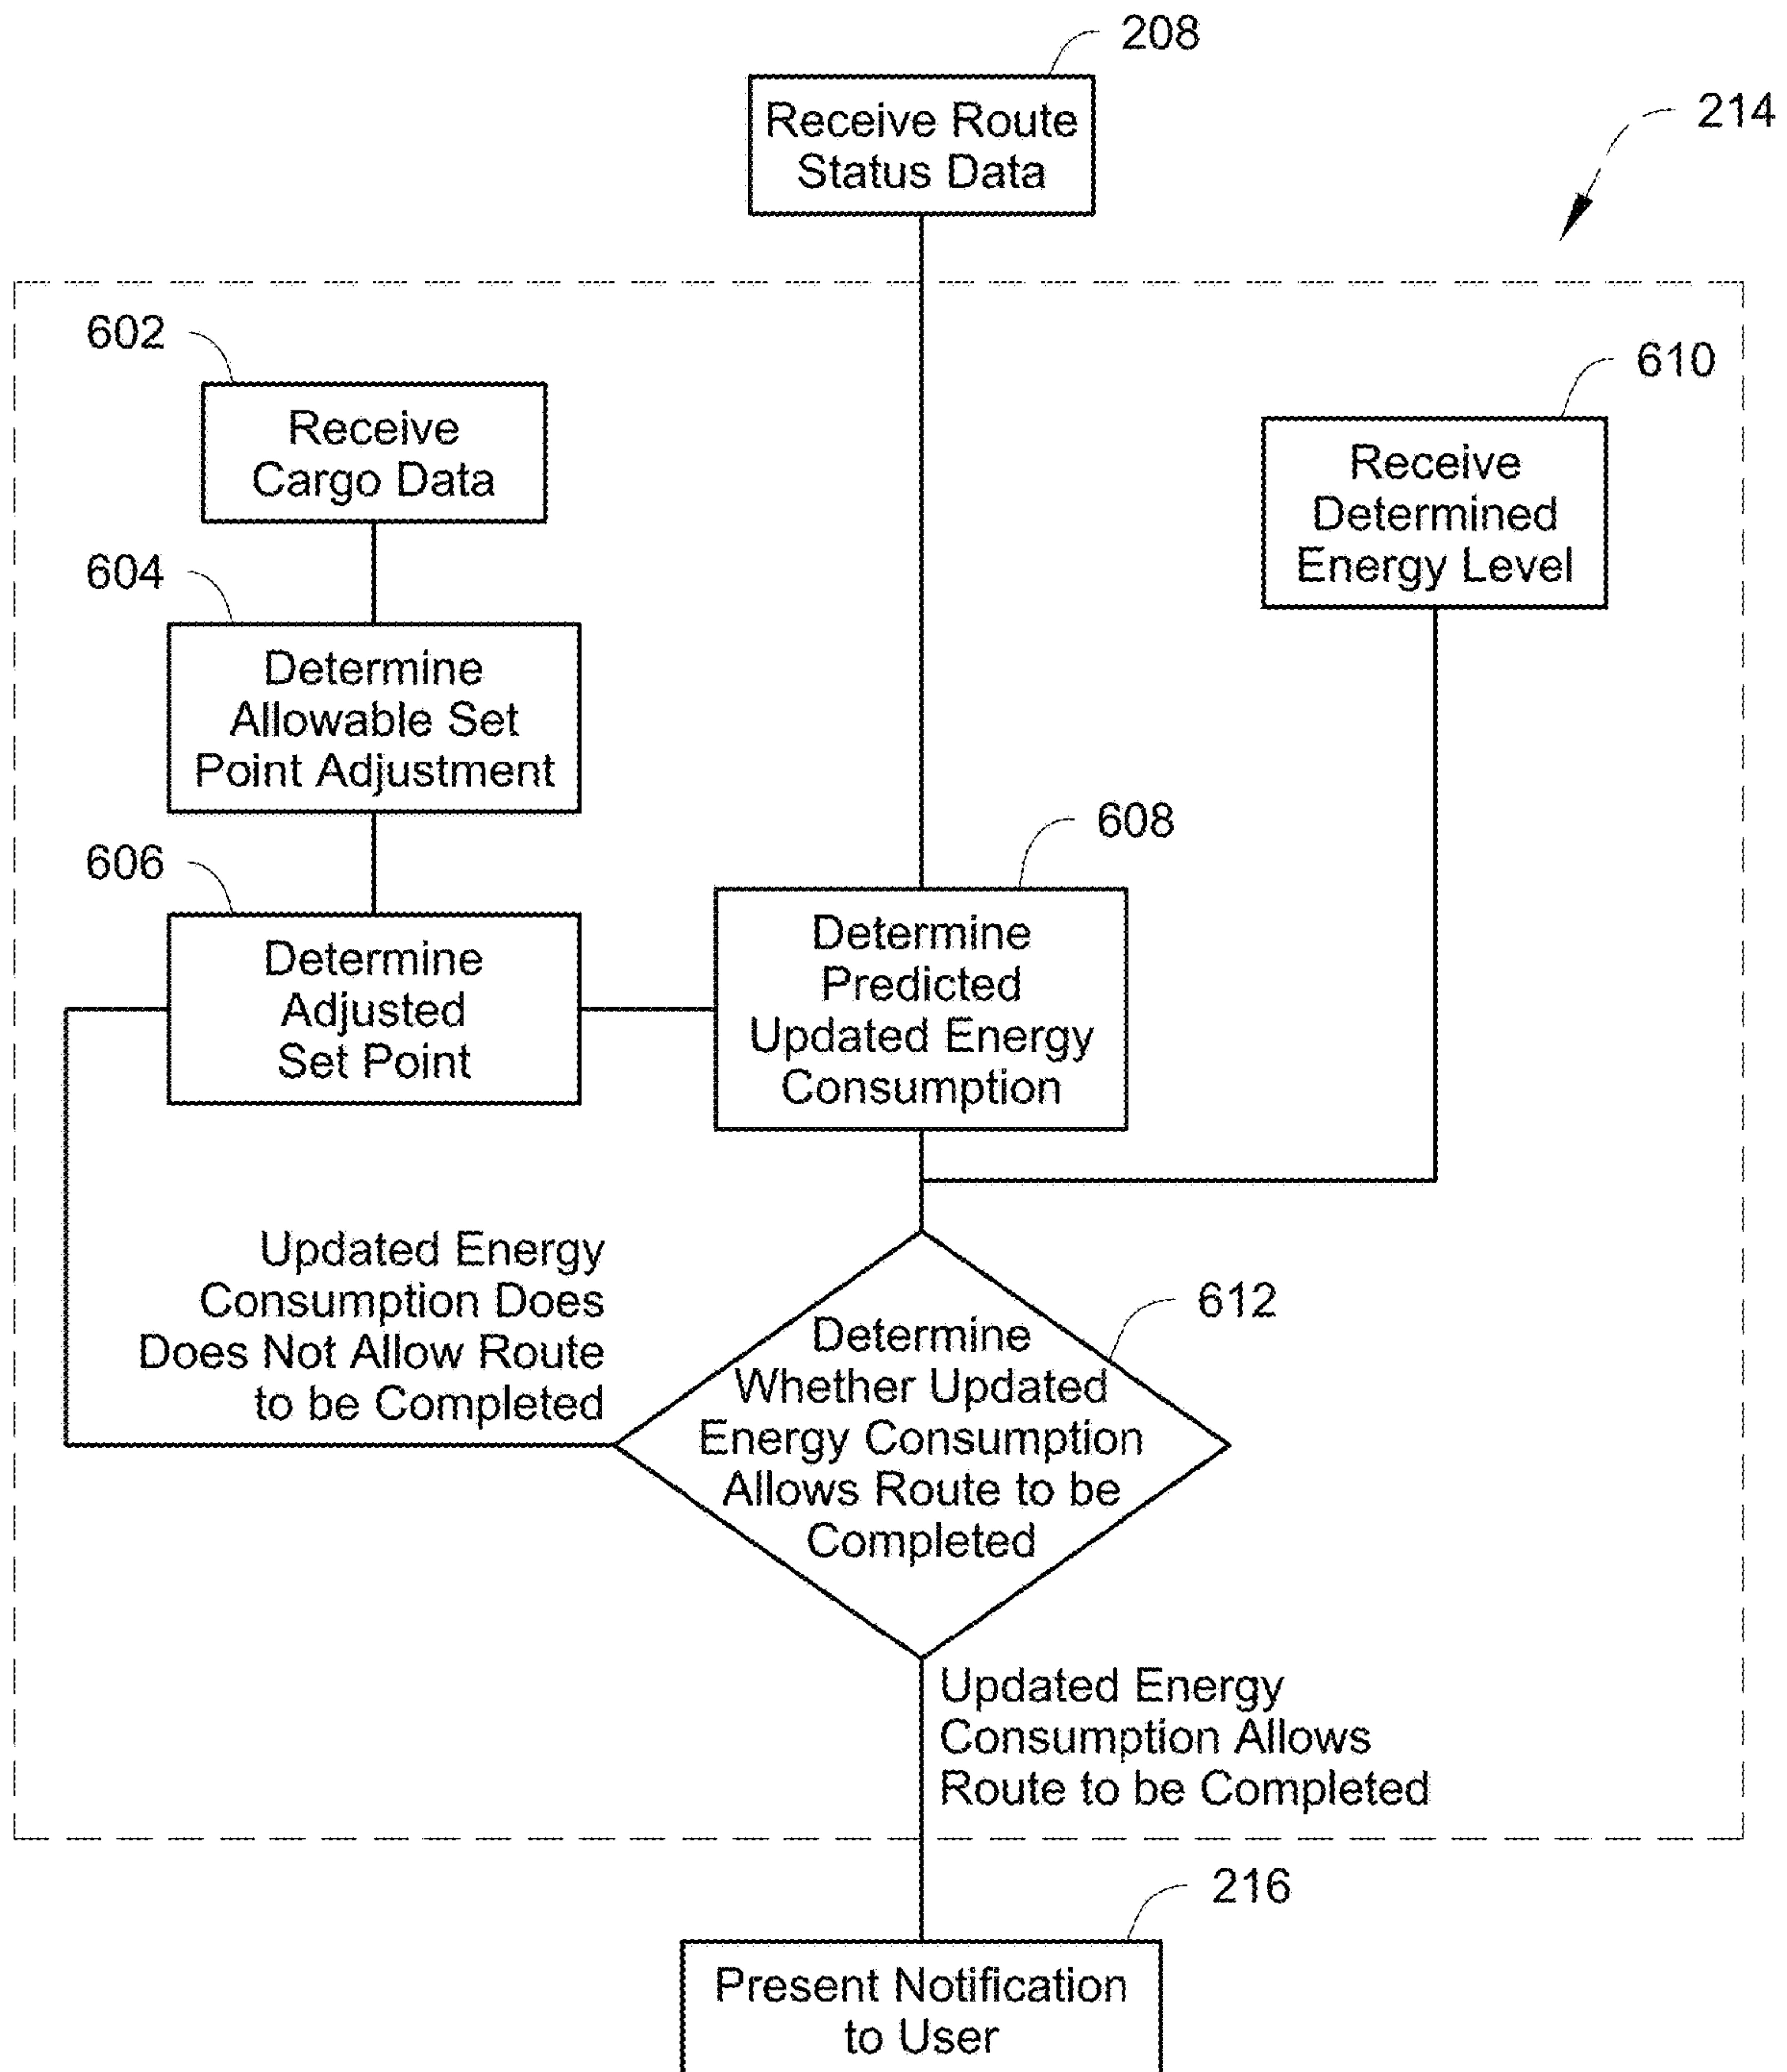 208
Receive Route
Status Data
214
602
Receive
Cargo Data
610
Receive
Determined
Energy Level
604
Determine
Allowable Set
Point Adjustment
606
Determine
Adjusted
Set Point
608
Determine
Predicted
Updated Energy
Consumption
Updated Energy
Consumption Does
Does Not Allow Route
to be Completed
612
Determine
Whether Updated
Energy Consumption
Allows Route to be
Completed
Updated Energy
Consumption Allows
Route to be Completed
216
Present Notification
to User